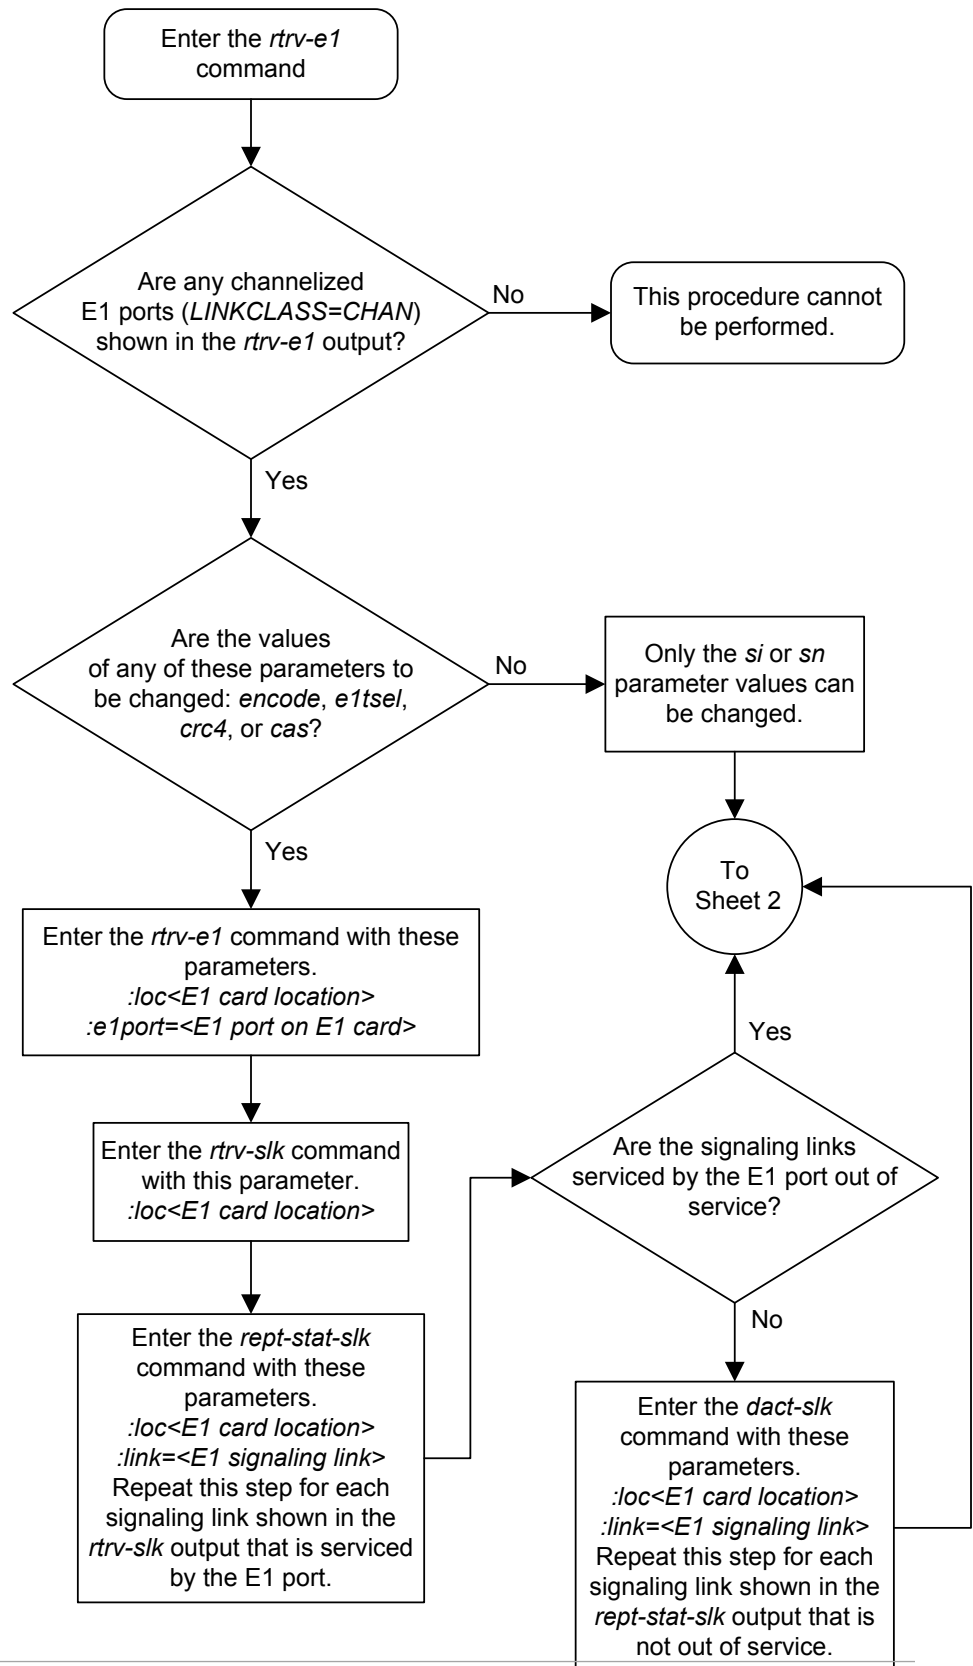 Enter the rtrv-e1
command
Are any channelized
E1 ports (LINKCLASS=CHAN)
shown in the rtrv-e1 output?
No
This procedure cannot
be performed.
Yes
Are the values
of any of these parameters to
be changed: encode, e1tsel,
crc4, or cas?
No
Only the si or sn
parameter values can
be changed.
To
Sheet 2
Yes
Enter the rtrv-e1 command with these
parameters.
:loc<E1 card location>
:e1port=<E1 port on E1 card>
Enter the rtrv-slk command
with this parameter.
:loc<E1 card location>
Enter the rept-stat-slk
command with these
parameters.
:loc<E1 card location>
:link=<E1 signaling link>
Repeat this step for each
signaling link shown in the
rtrv-slk output that is serviced
by the E1 port.
Yes
Are the signaling links
serviced by the E1 port out of
service?
No
Enter the dact-slk
command with these
parameters.
:loc<E1 card location>
:link=<E1 signaling link>
Repeat this step for each
signaling link shown in the
rept-stat-slk output that is
not out of service.